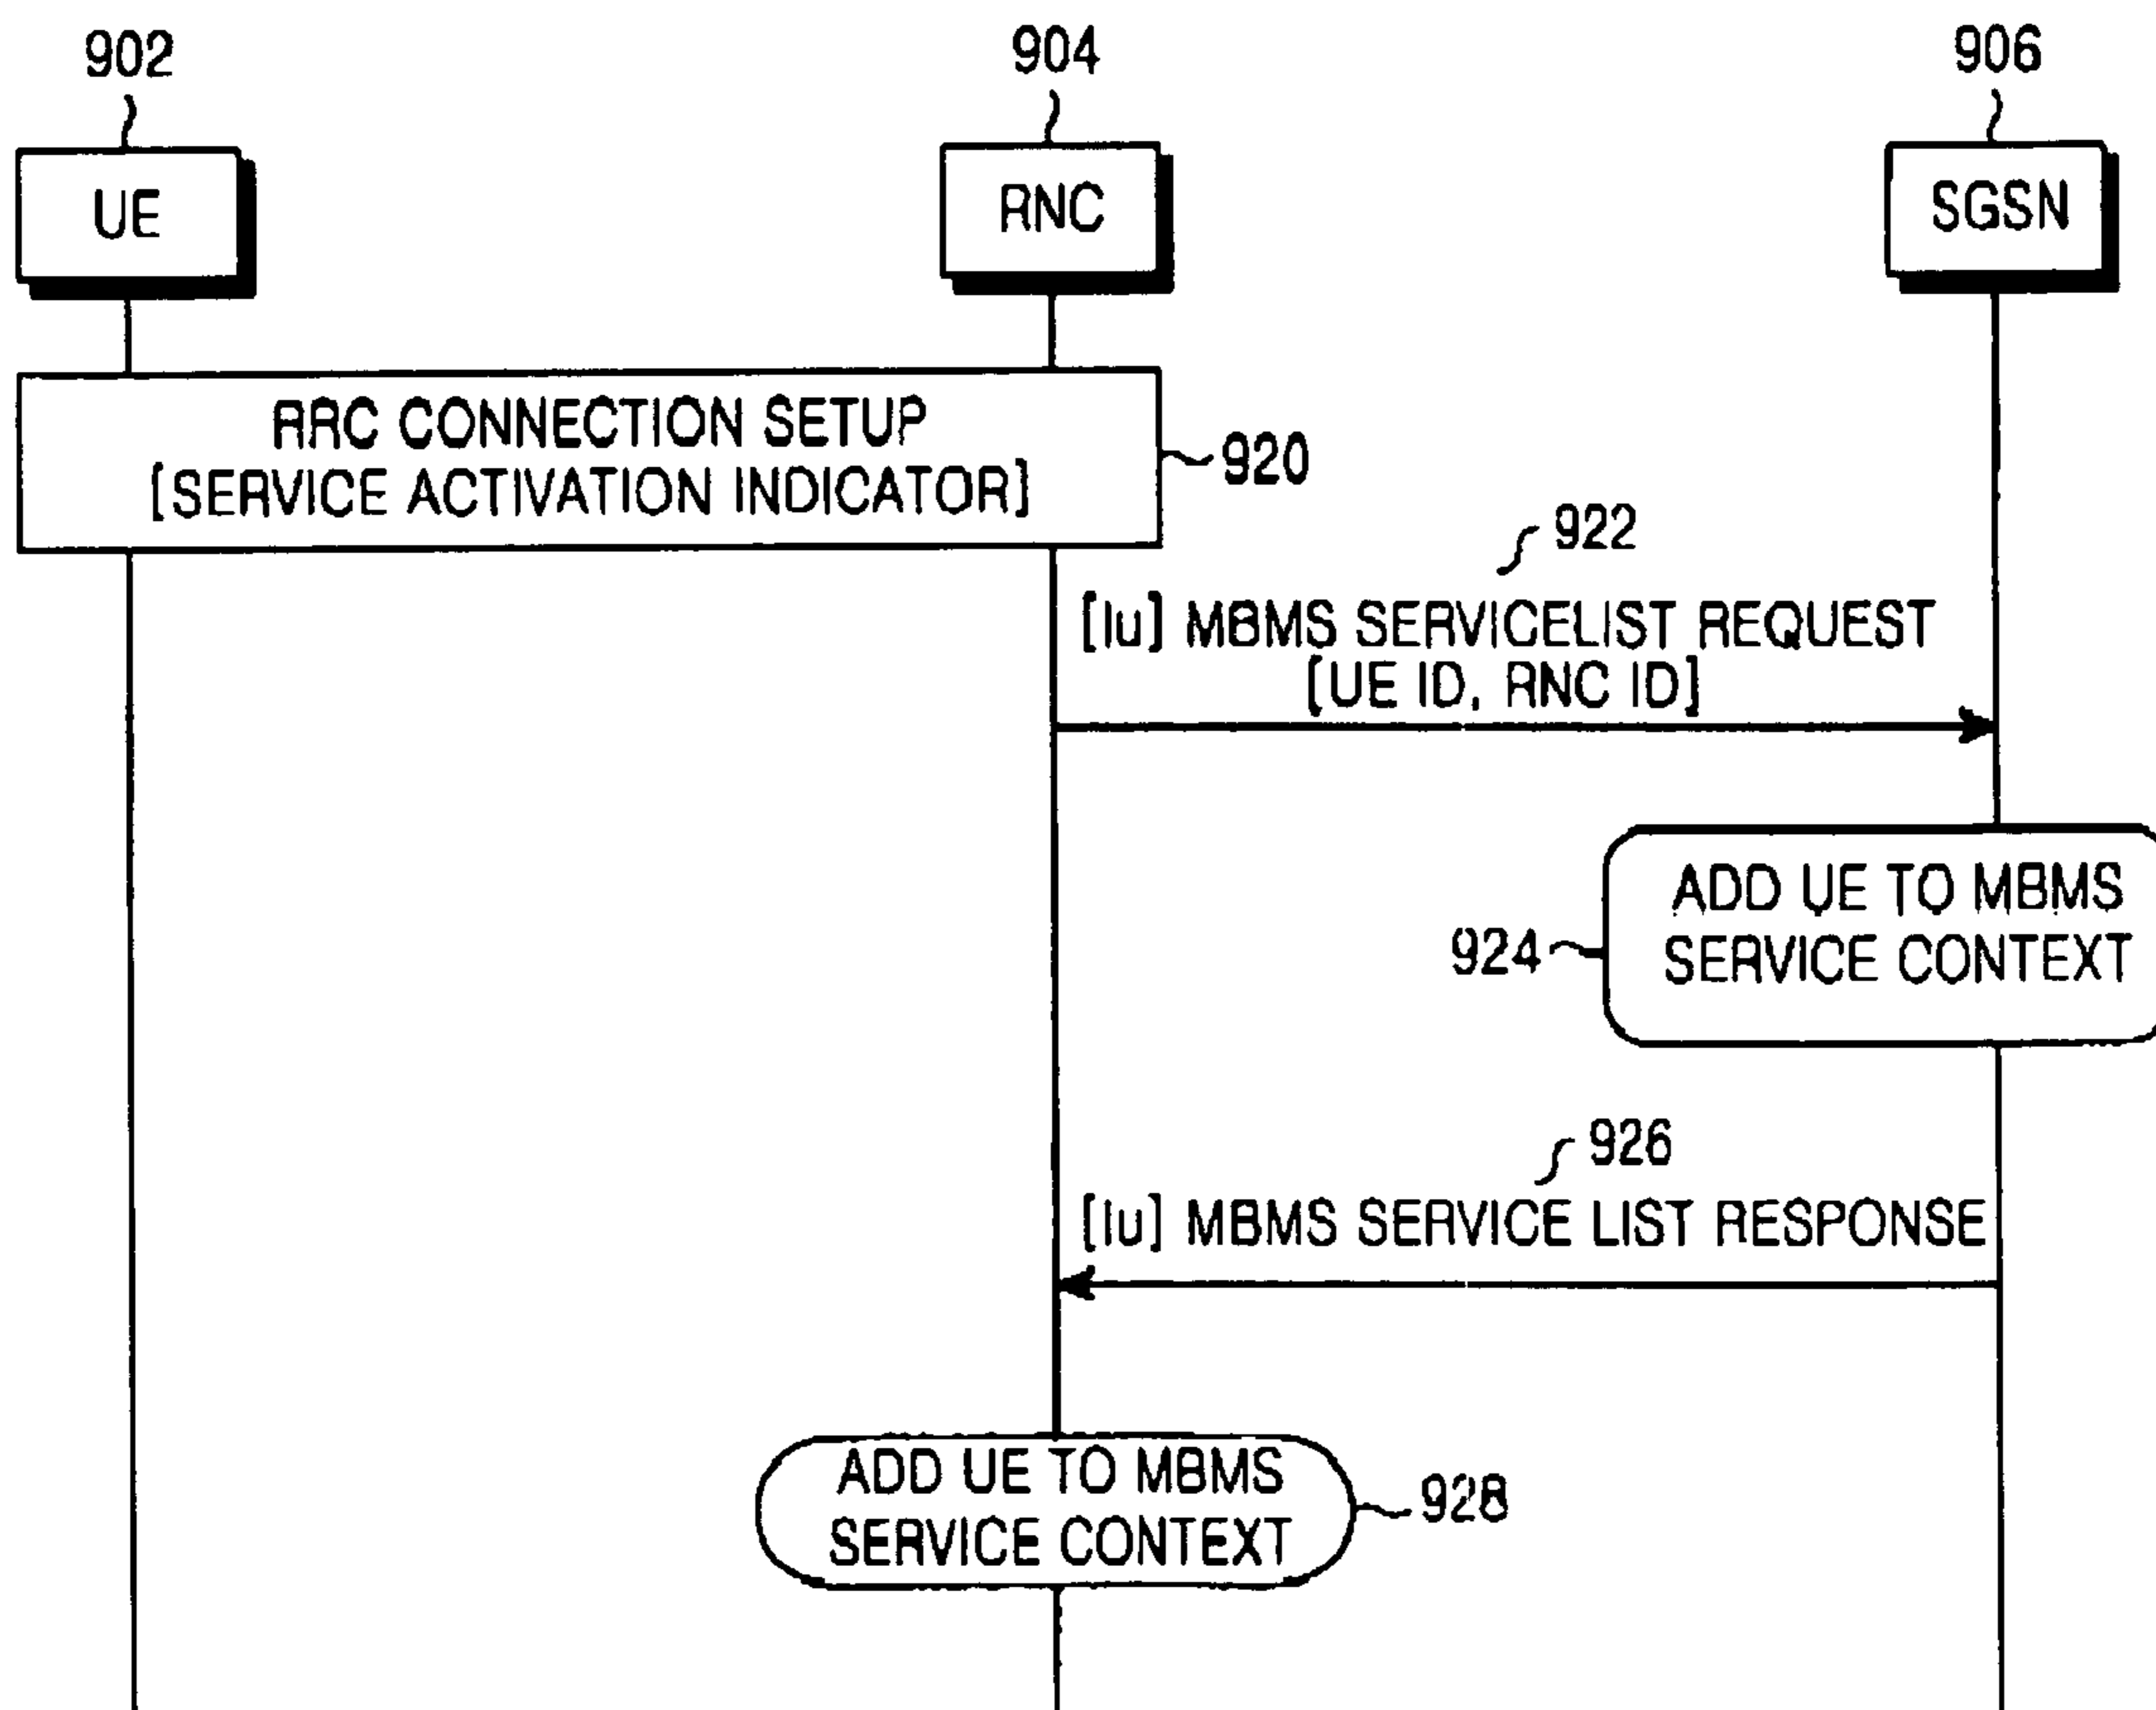 902
904
906
UE
RNC
SGSN
RRC CONNECTION SETUP
[SERVICE ACTIVATION INDICATOR]
920
922
[Iu] MBMS SERVICELIST REQUEST
[UE ID, RNC ID]
ADD UE TO MBMS
SERVICE CONTEXT
924
926
[Iu] MBMS SERVICE LIST RESPONSE
ADD UE TO MBMS
SERVICE CONTEXT
928